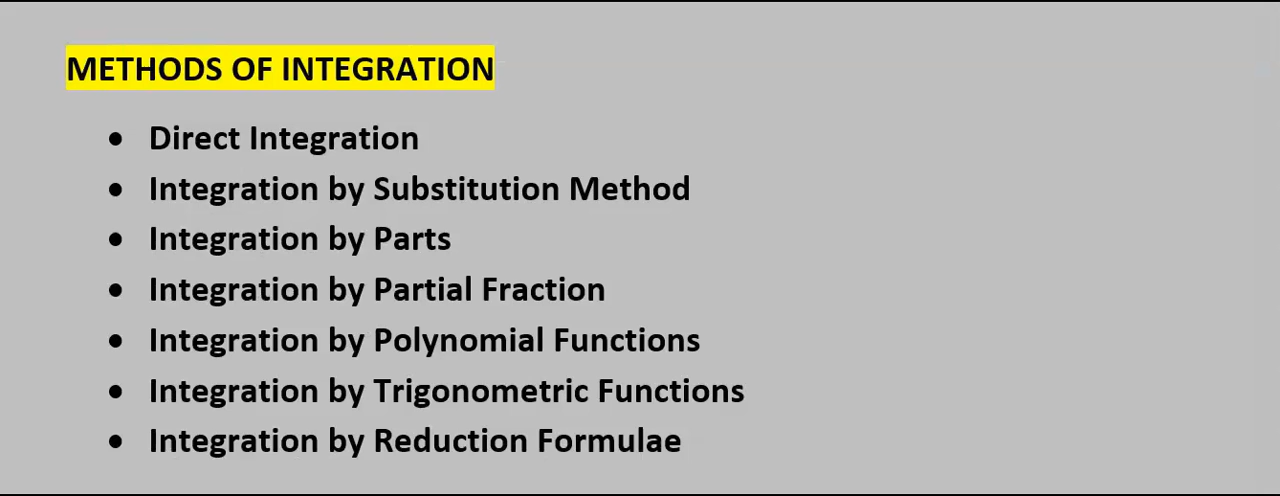 METHODS OF INTEGRATION
• Direct Integration
• Integration by Substitution Method
• Integration by Parts
• Integration by Partial Fraction
• Integration by Polynomial Functions
• Integration by Trigonometric Functions
• Integration by Reduction Formulae